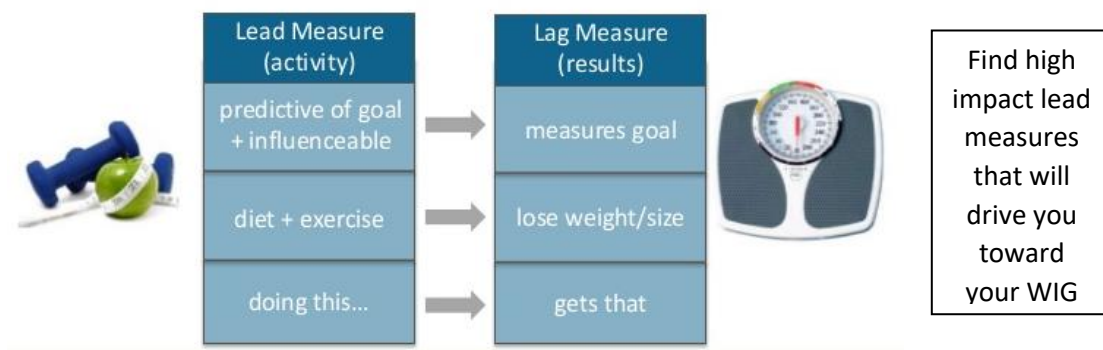 Lead Measure
(activity)
predictive of goal
+ influenceable
diet + exercise
doing this...
Lag Measure
(results)
measures goal
lose weight/size
gets that
Find high
impact lead
measures
that will
drive you
toward
your WIG